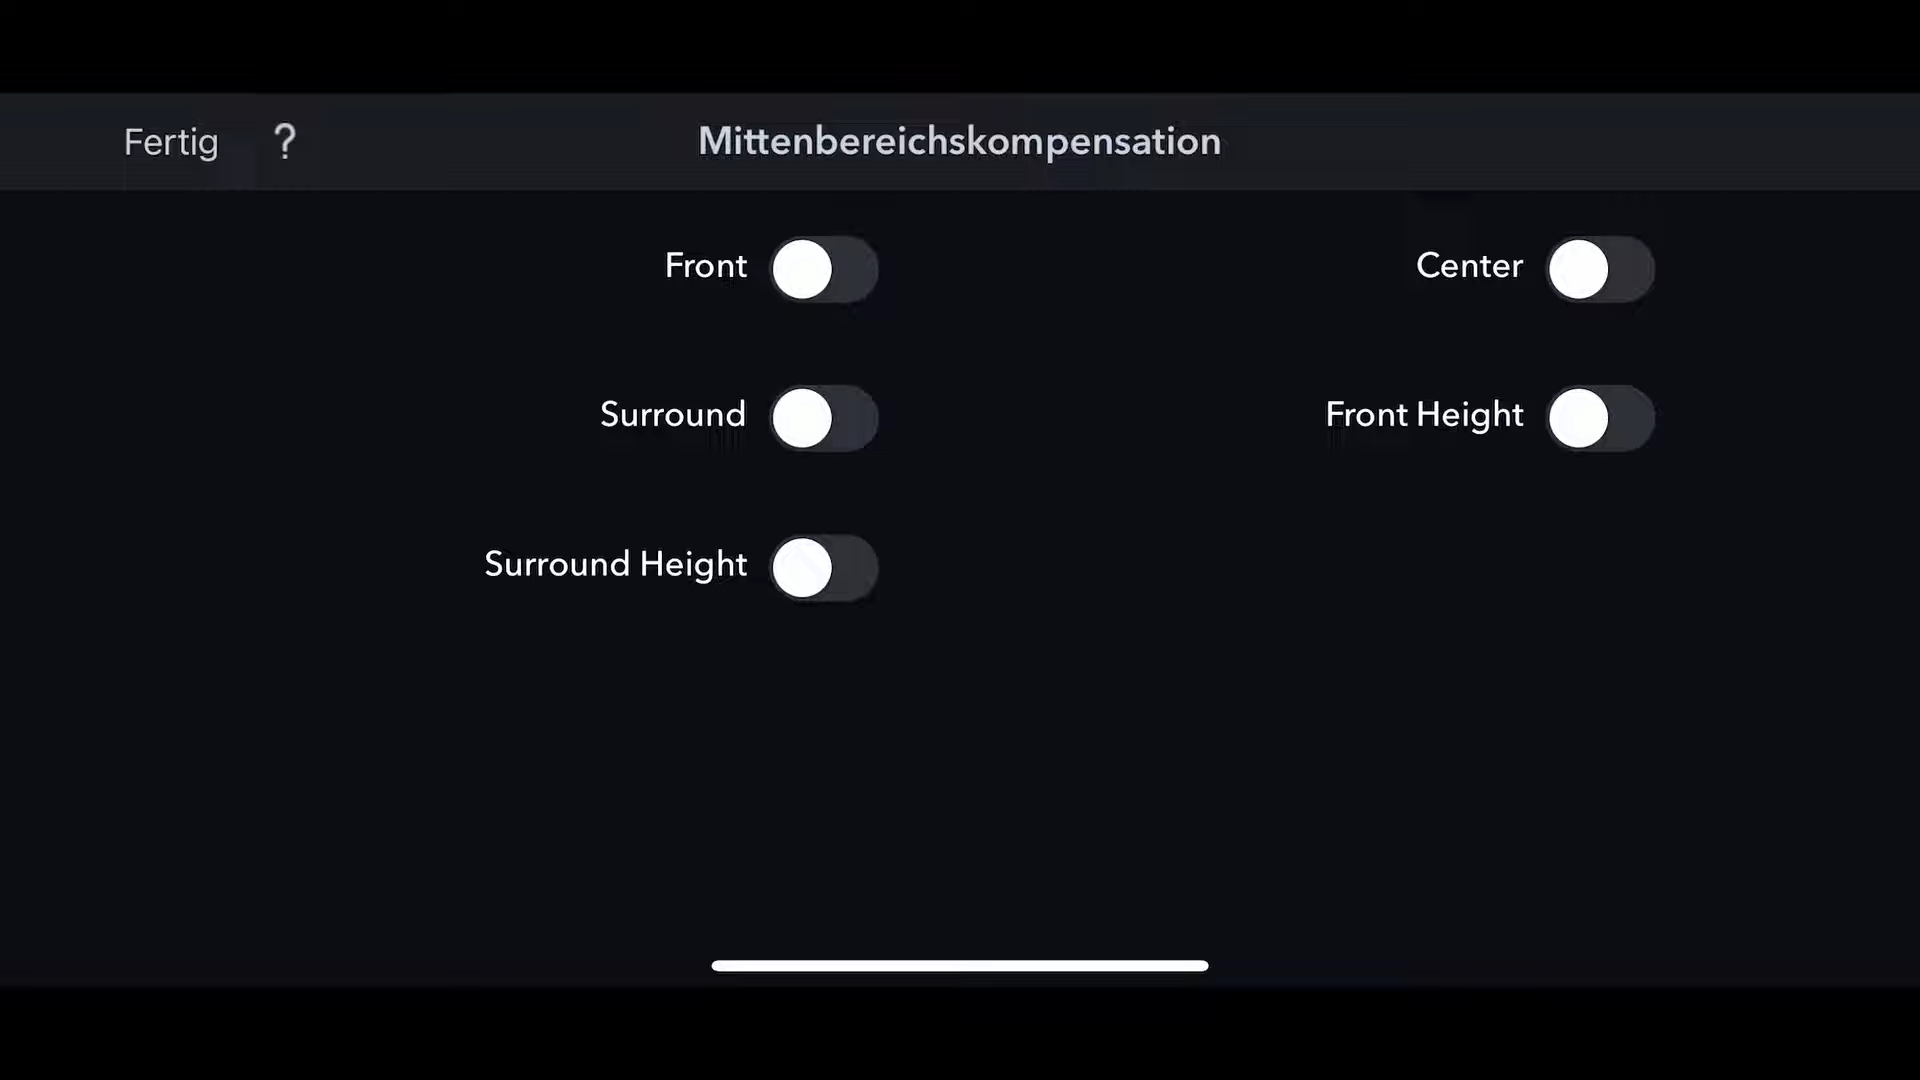 Fertig ? Mittenbereichskompensation
Front Center
Surround Front Height
Surround Height